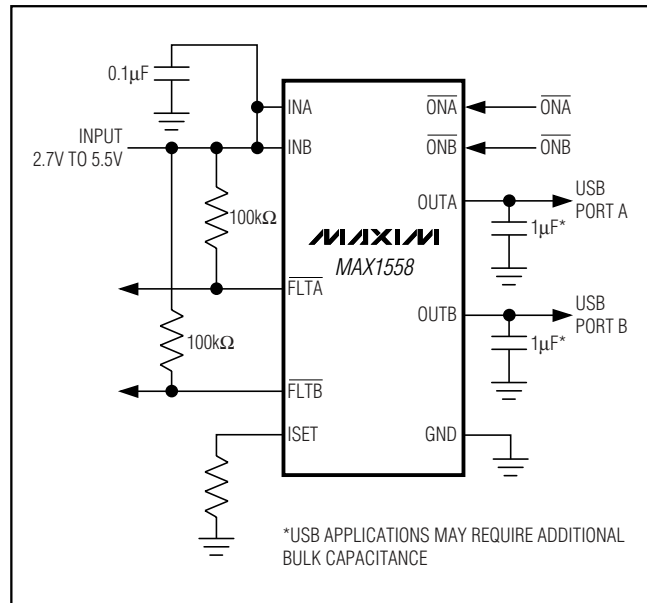 0.1µF
INPUT
2.7V TO 5.5V
100kΩ
100kΩ
INA
INB
FLTA
FLTB
ISET
MAXIM
MAX1558
ONA
ONB
OUTA
OUTB
GND
ONA
ONB
USB
PORT A
1µF*
USB
PORT B
1µF*
*USB APPLICATIONS MAY REQUIRE ADDITIONAL
BULK CAPACITANCE